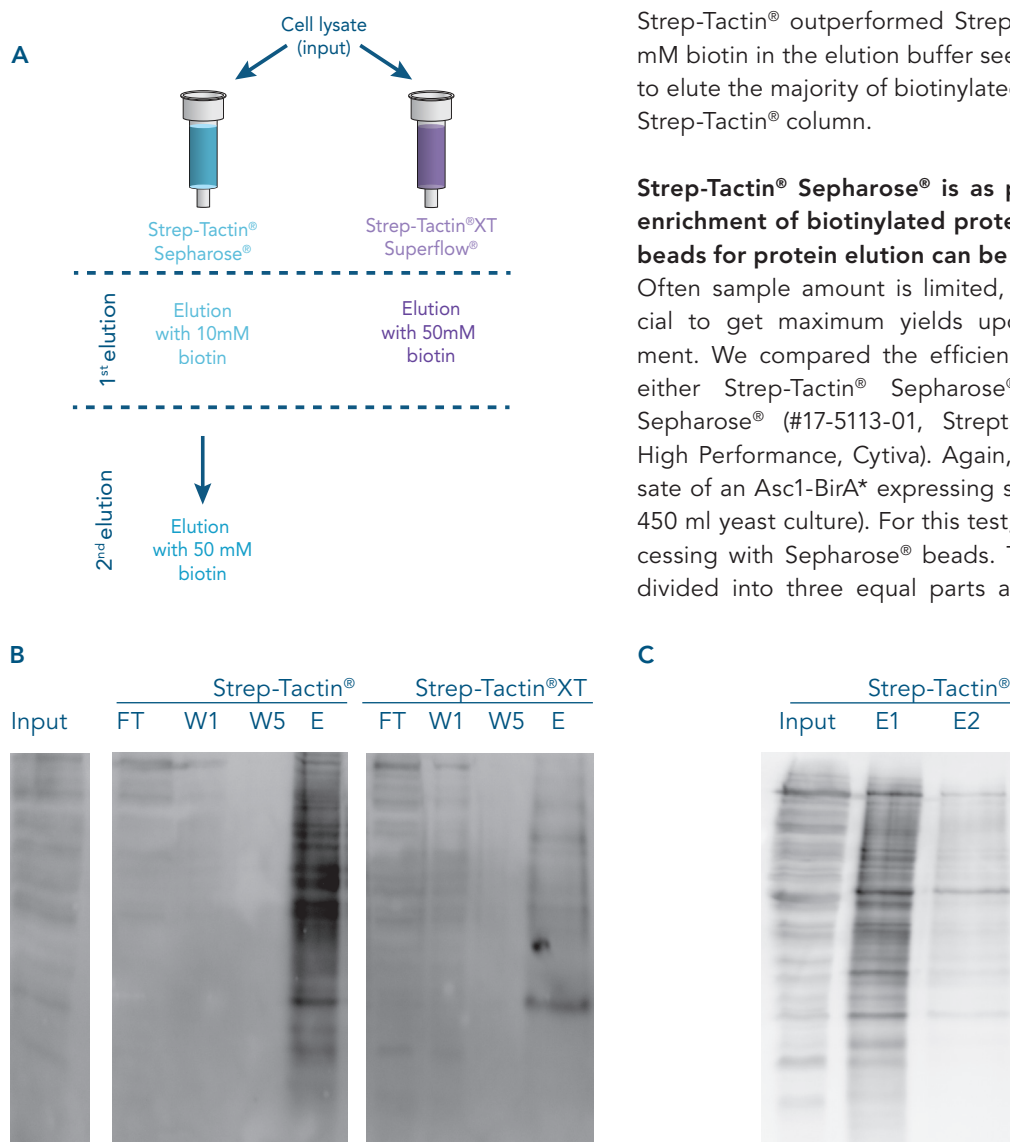 A
Cell lysate
(input)
Strep-Tactin®
Sepharose®
Strep-Tactin®XT
Superflow®
1st elution
Elution
with 10mM
biotin
Elution
with 50mM
biotin
2nd elution
Elution
with 50 mM
biotin
Strep-Tactin® outperformed Strep
mM biotin in the elution buffer see
to elute the majority of biotinylated
Strep-Tactin® column.
Strep-Tactin® Sepharose® is as p
enrichment of biotinylated prote
beads for protein elution can be
Often sample amount is limited,
cial to get maximum yields upo
ment. We compared the efficien
either Strep-Tactin® Sepharose®
Sepharose® (#17-5113-01, Strept
High Performance, Cytiva). Again,
sate of an Asc1-BirA* expressing s
450 ml yeast culture). For this test,
cessing with Sepharose® beads. T
divided into three equal parts a
B
Strep-Tactin® Strep-Tactin®XT
Input FT W1 W5 E FT W1 W5 E
C
Strep-Tactin®
Input E1 E2